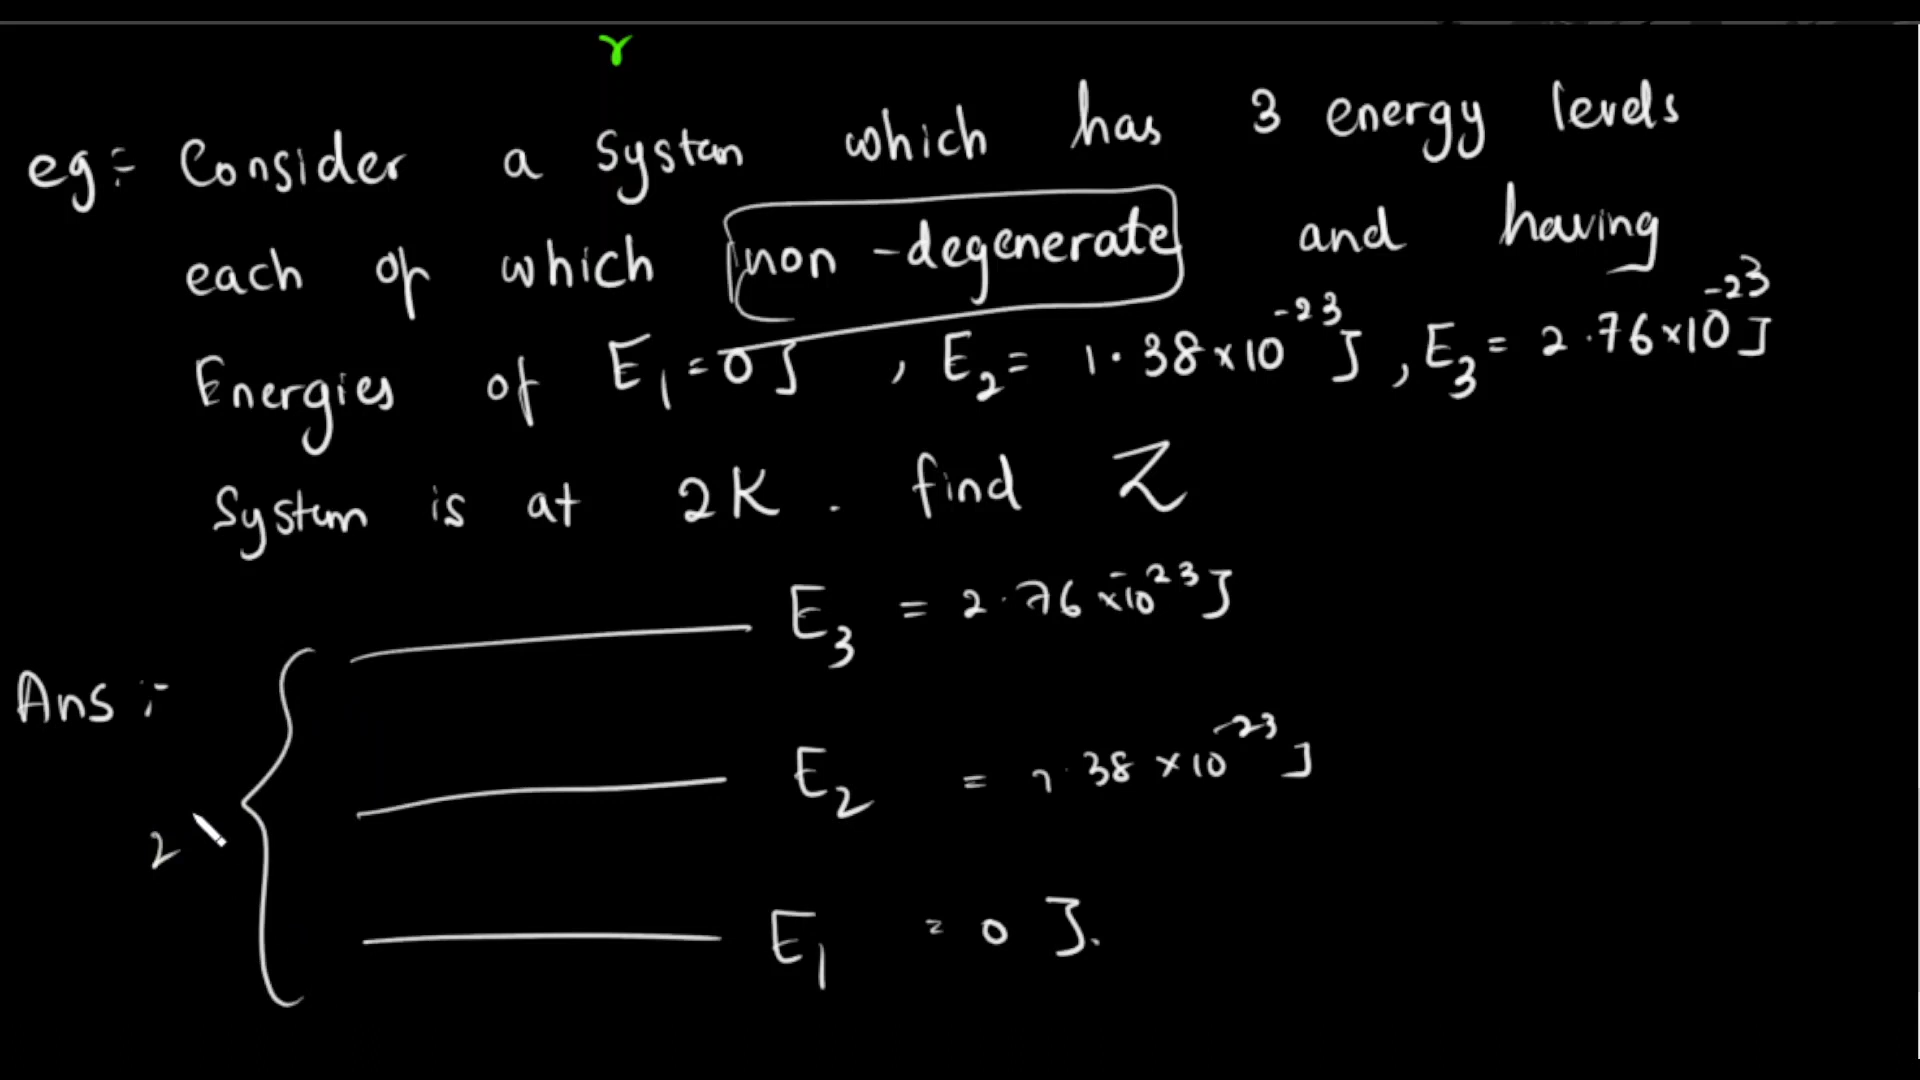 r
eg:- Consider a System which has 3 energy levels
each of which non-degenerate and having
Energies of E₁ = 0 J , E₂ = 1.38 × 10⁻²³ J , E₃ = 2.76 × 10⁻²³ J
System is at 2K . find Z
E₃ = 2.76 × 10⁻²³ J
Ans :-
E₂ = 1.38 × 10⁻²³ J
2
E₁ = 0 J.